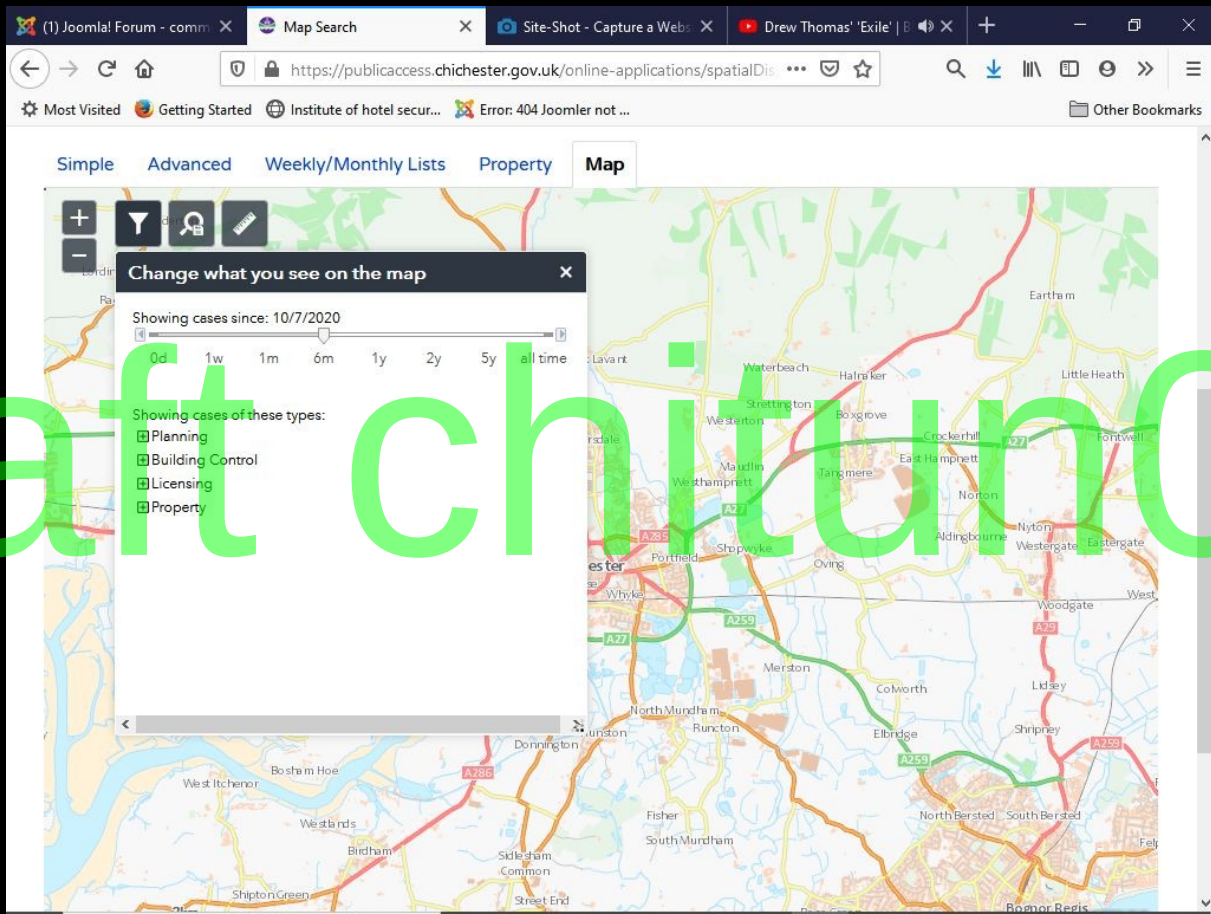 (1) Joomla! Forum - comm
Map Search
Site-Shot - Capture a Webs
Drew Thomas' 'Exile' | B
https://publicaccess.chichester.gov.uk/online-applications/spatialDis
Most Visited
Getting Started
Institute of hotel secur...
Error: 404 Joomler not ...
Other Bookmarks
Simple
Advanced
Weekly/Monthly Lists
Property
Map
Change what you see on the map
Showing cases since: 10/7/2020
0d 1w 1m 6m 1y 2y 5y all time
Showing cases of these types:
Planning
Building Control
Licensing
Property
aft chitun
Eartham
Lavant
Waterbeach
Halnaker
Little Heath
Strettington
Boxgrove
Westerton
Crockerhill
A27
Fontwell
East Hampnett
Maudlin
Tangmere
Westhampnett
Norton
A27
Nyton
A285
Aldingbourne
Westergate
Eastergate
Shopwyke
Portfield
Oving
ester
Whyke
West
Woodgate
A259
A29
A27
Merston
Lidsey
Colworth
North Mundham
Runcton
Elbridge
Shripney
Donnington
A259
A259
Bosham Hoe
A286
West Itchenor
Fisher
North Bersted
South Bersted
Westlands
South Mundham
Birdham
Felp
Sidlesham
Common
Shipton Green
Street End
Bognor Regis